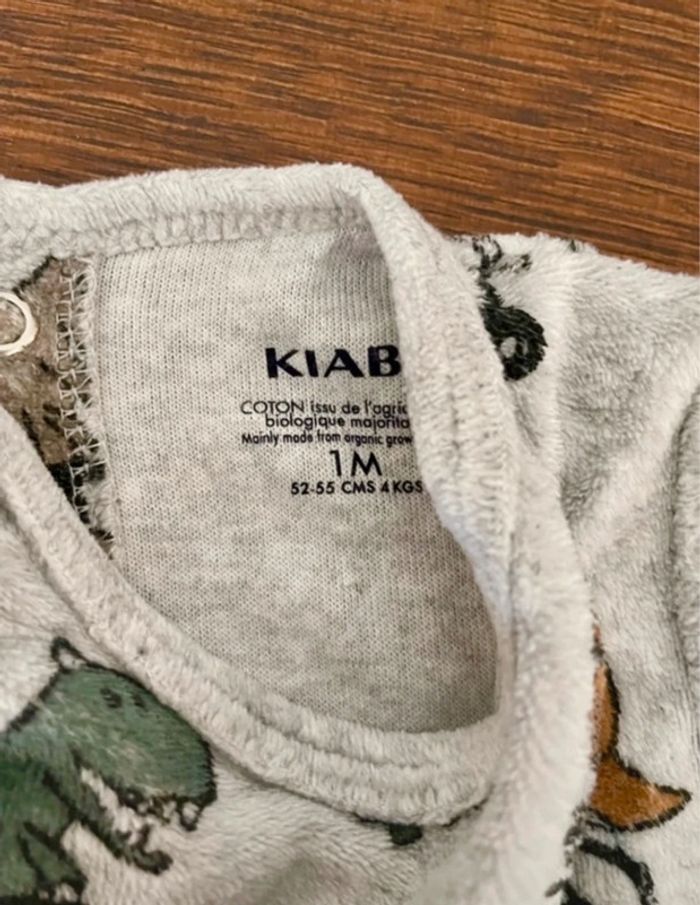 KIAB
COTON issu de l'agric
biologique majorita
Mainly made from organic grow
1M
52-55 CMS 4 KGS